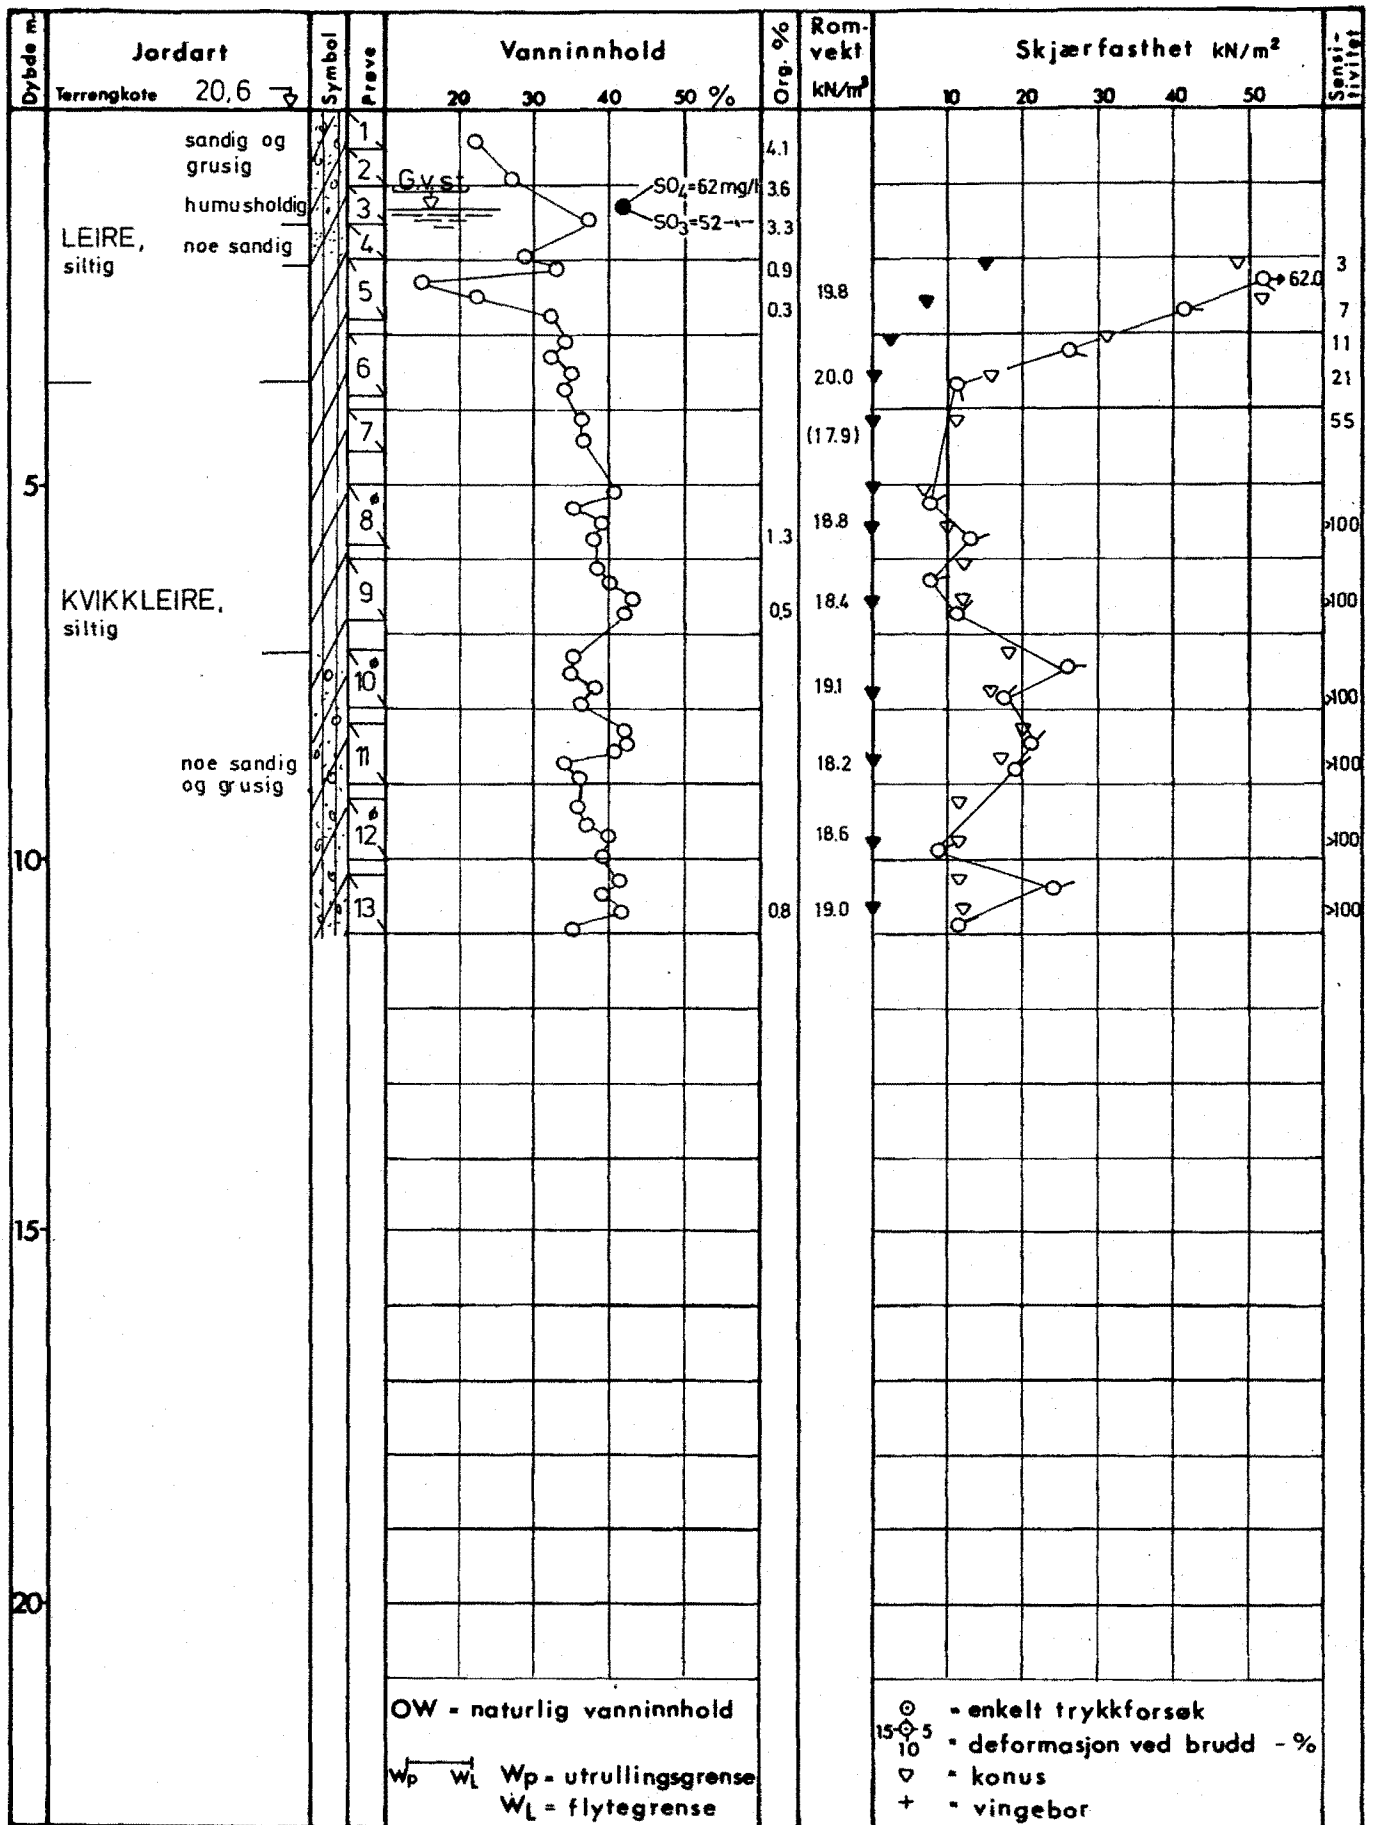 Dybde m.
Jordart
Terrengkote 20,6
Symbol
Prøve
Vanninnhold
20 30 40 50 %
Org. %
Rom-
vekt
kN/m³
Skjærfasthet kN/m²
10 20 30 40 50
Sensi-
tivitet
sandig og
grusig
humusholdig
LEIRE,
siltig
noe sandig
KVIKKLEIRE,
siltig
noe sandig
og grusig
5
10
15
20
1
2
3
4
5
6
7
8ø
9
10ø
11
12ø
13
G.v.st.
SO₄=62mg/l
SO₃=52-"-
4.1
3.6
3.3
0.9
0.3
1.3
0.5
0.8
19.8
20.0
(17.9)
18.8
18.4
19.1
18.2
18.6
19.0
62.0
3
7
11
21
55
>100
>100
>100
>100
>100
>100
OW = naturlig vanninnhold
Wp WL Wp = utrullingsgrense
WL = flytegrense
= enkelt trykkforsøk
15 5
10 " deformasjon ved brudd - %
" konus
+ " vingebor